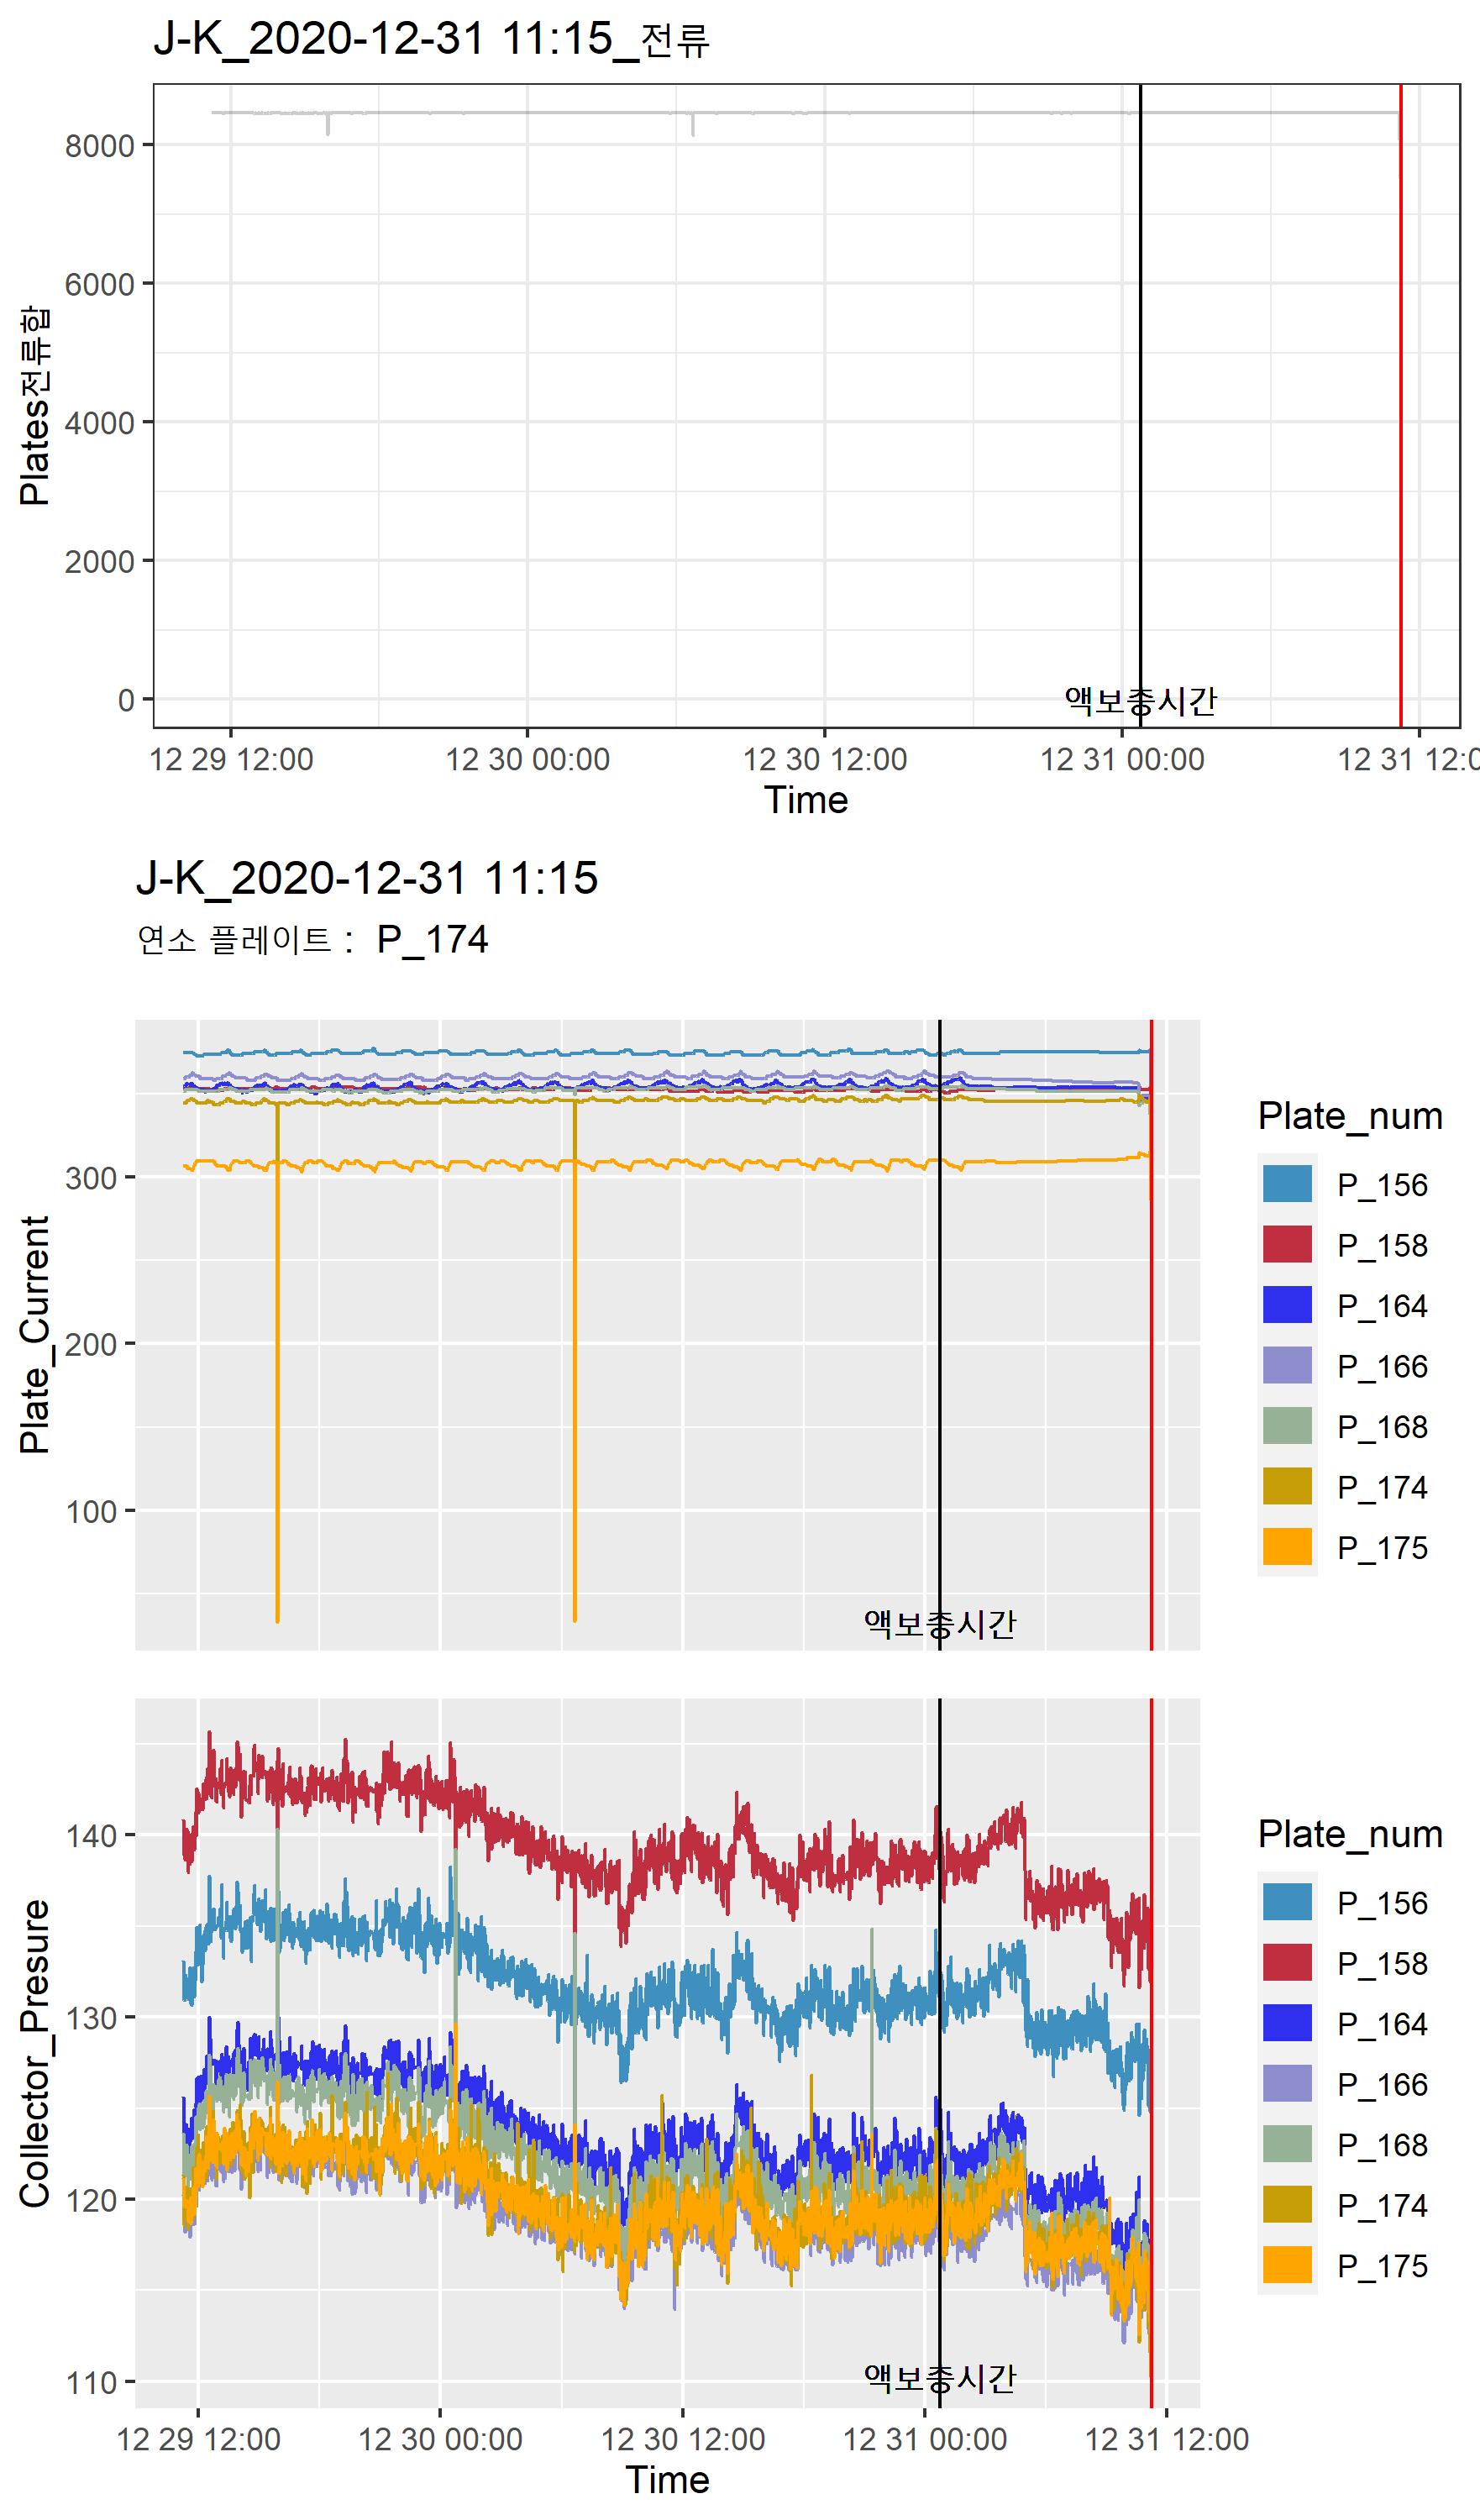 J-K_2020-12-31 11:15_전류
Plates전류합
8000
6000
4000
2000
0
액보충시간
12 29 12:00
12 30 00:00
12 30 12:00
12 31 00:00
12 31 12:0
Time
J-K_2020-12-31 11:15
연소 플레이트 : P_174
Plate_Current
300
200
100
액보충시간
Plate_num
P_156
P_158
P_164
P_166
P_168
P_174
P_175
Collector_Presure
140
130
120
110
액보충시간
12 29 12:00
12 30 00:00
12 30 12:00
12 31 00:00
12 31 12:00
Time
Plate_num
P_156
P_158
P_164
P_166
P_168
P_174
P_175